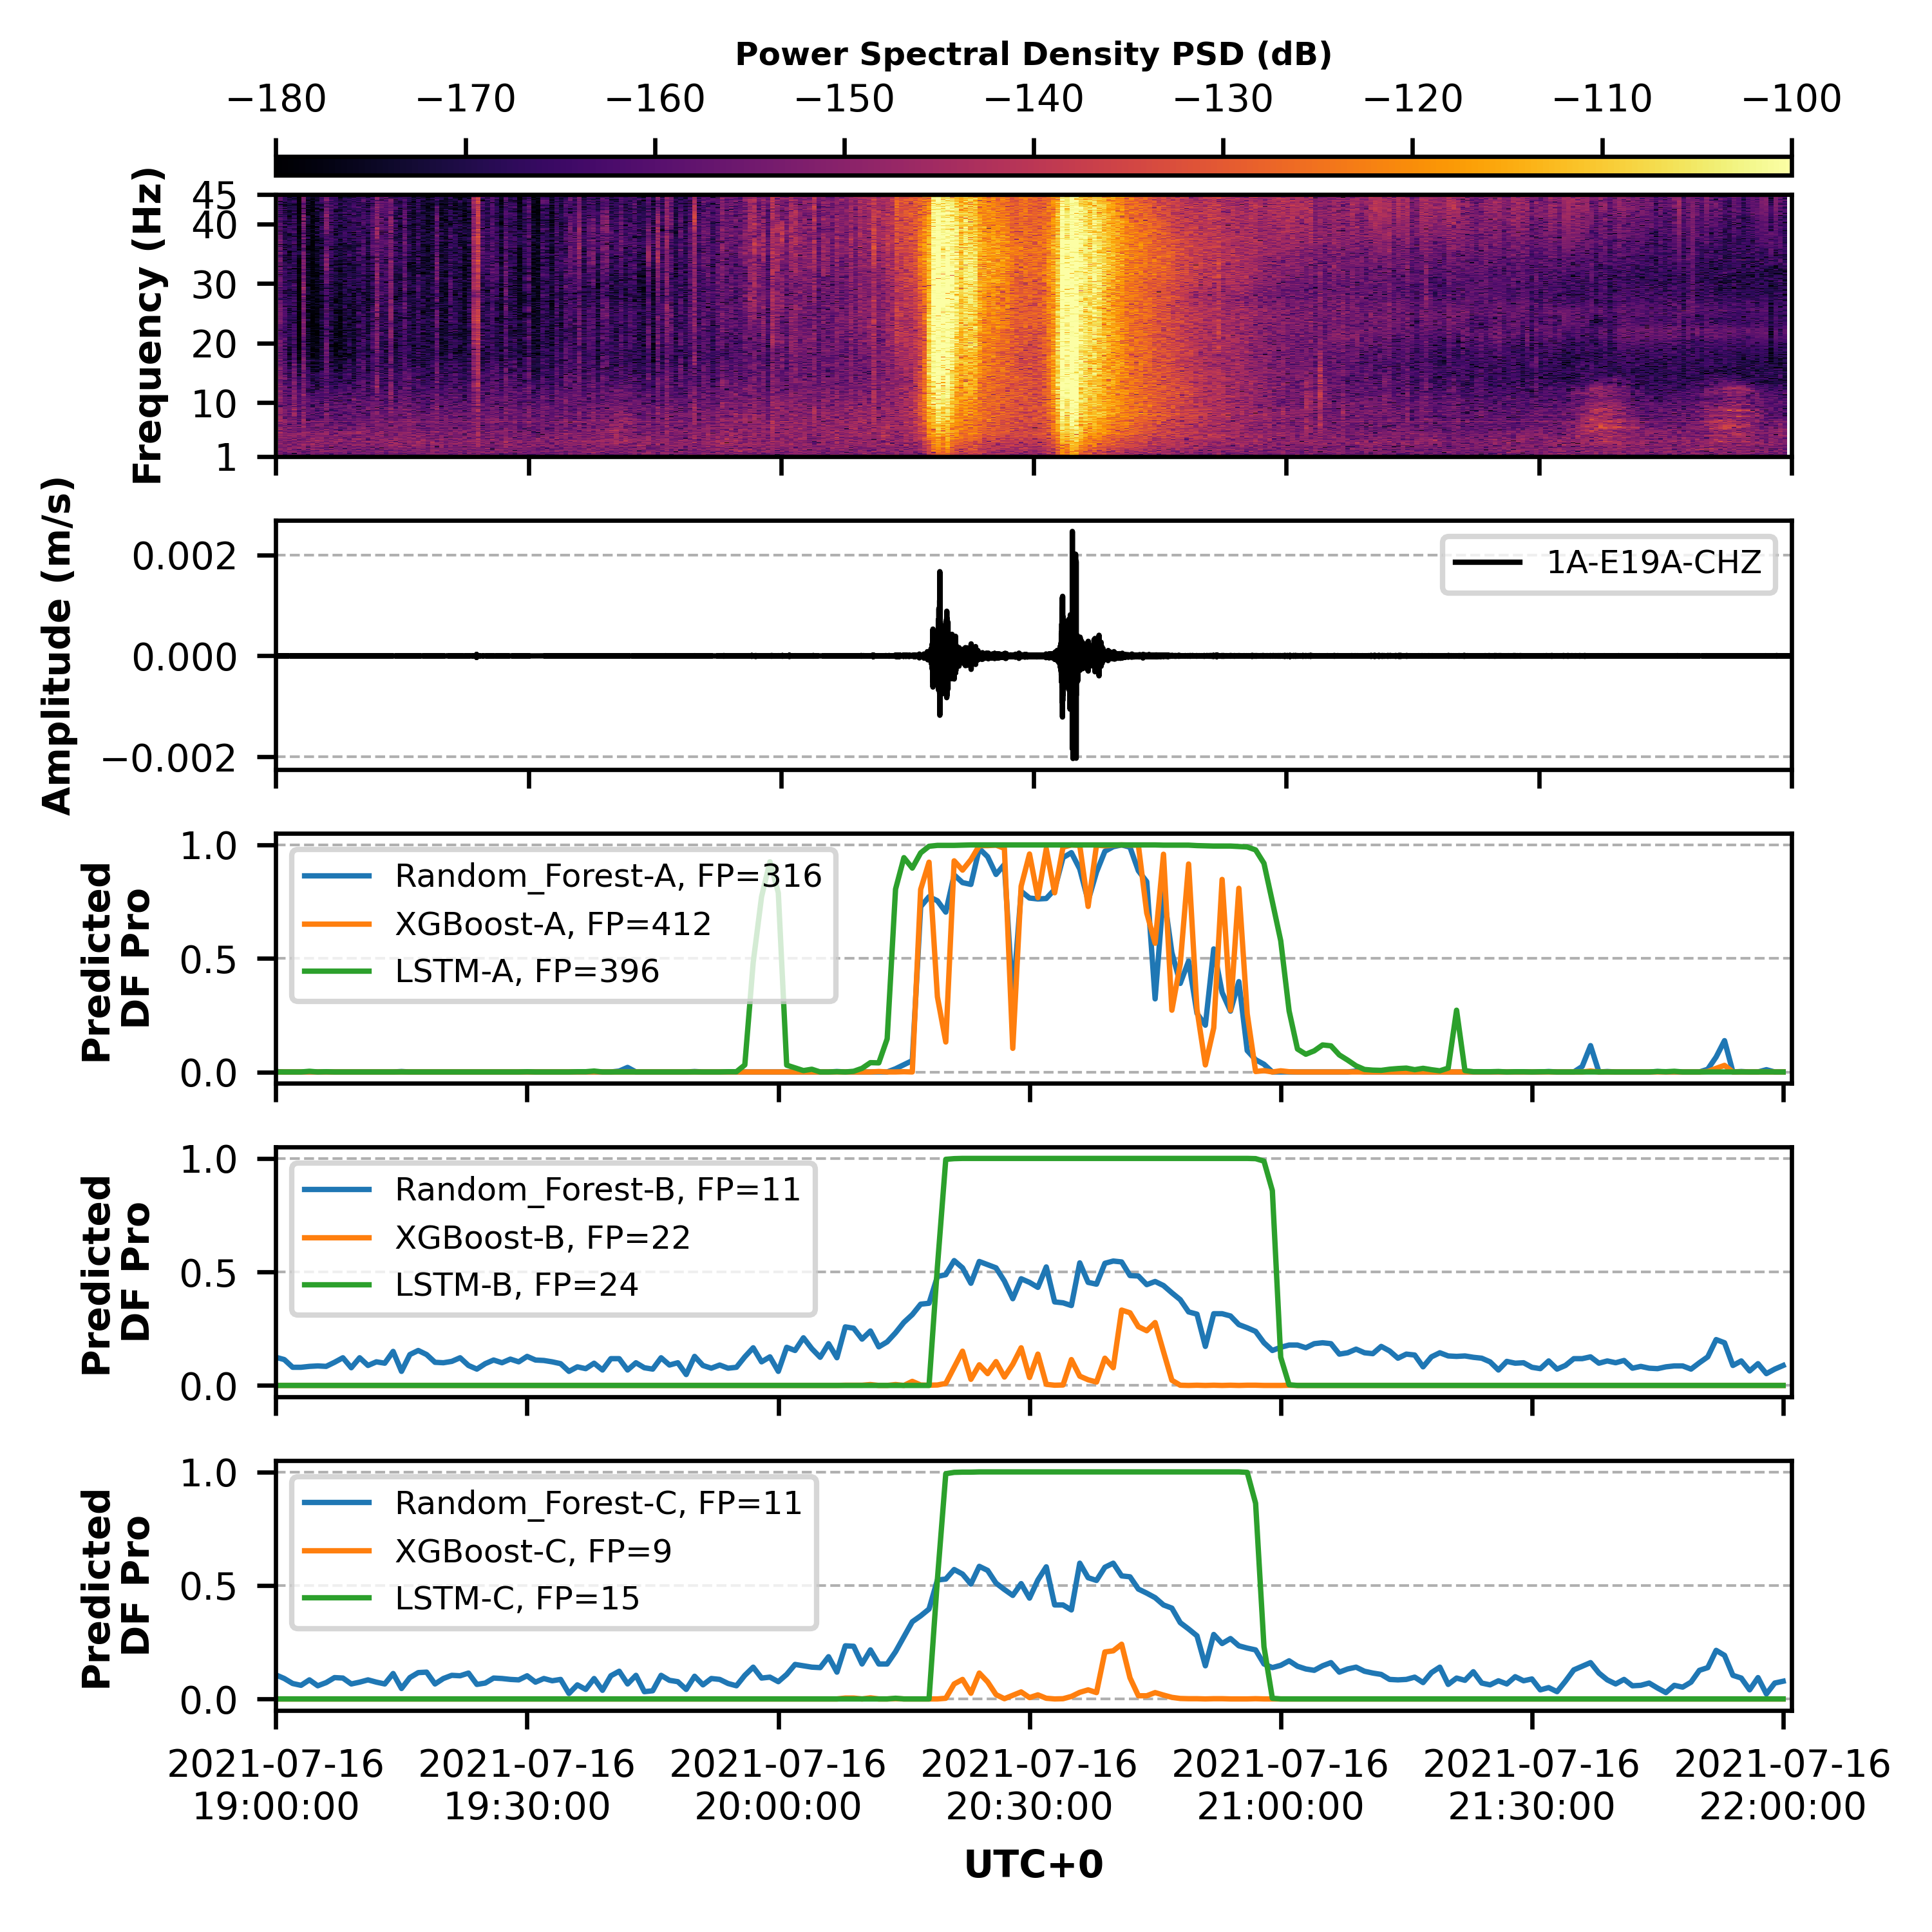 Power Spectral Density PSD (dB)
−180 −170 −160 −150 −140 −130 −120 −110 −100
Frequency (Hz)
45
40
30
20
10
1
Amplitude (m/s)
0.002
0.000
−0.002
1A-E19A-CHZ
Predicted
DF Pro
1.0
0.5
0.0
Random_Forest-A, FP=316
XGBoost-A, FP=412
LSTM-A, FP=396
Predicted
DF Pro
1.0
0.5
0.0
Random_Forest-B, FP=11
XGBoost-B, FP=22
LSTM-B, FP=24
Predicted
DF Pro
1.0
0.5
0.0
Random_Forest-C, FP=11
XGBoost-C, FP=9
LSTM-C, FP=15
2021-07-16 2021-07-16 2021-07-16 2021-07-16 2021-07-16 2021-07-16 2021-07-16
19:00:00 19:30:00 20:00:00 20:30:00 21:00:00 21:30:00 22:00:00
UTC+0